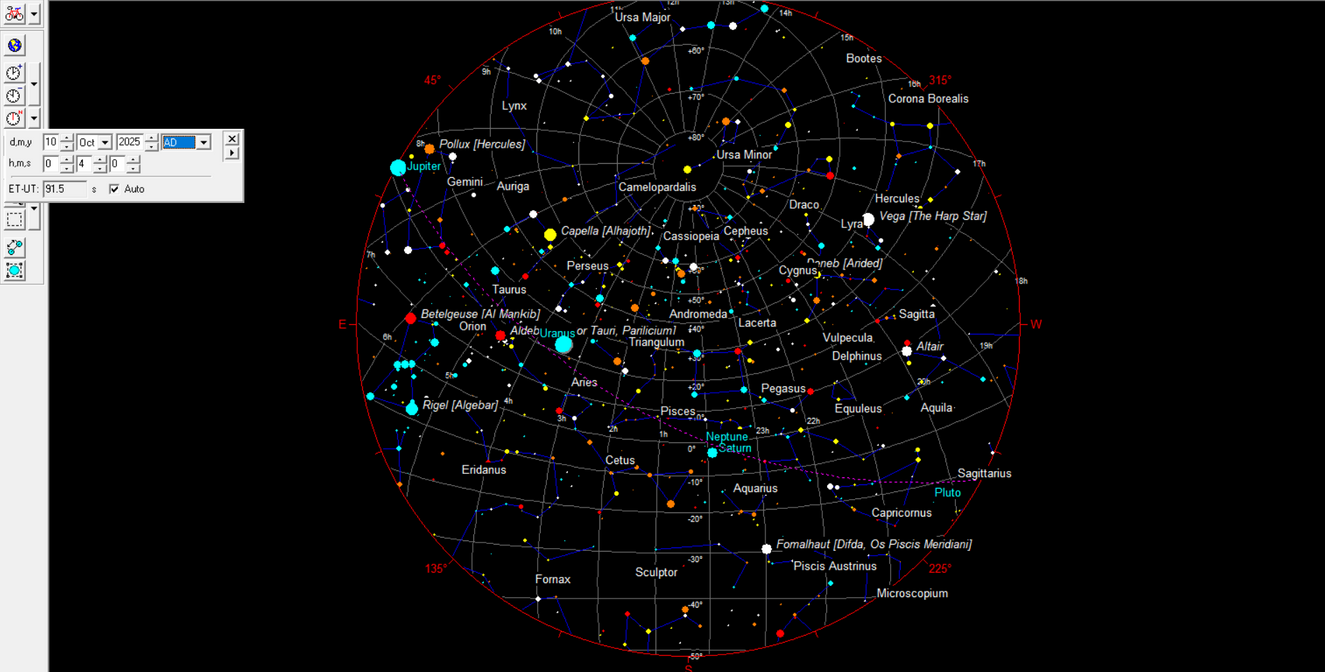 12h
13h
14h
Ursa Major
11h
10h
15h
+60°
Bootes
9h
45°
315°
16h
+70°
Corona Borealis
Lynx
+80°
d,m,y 10 Oct 2025 AD
8h
Pollux [Hercules]
Ursa Minor
17h
h,m,s 0 4 0
Jupiter
Gemini
Auriga
Camelopardalis
ET-UT: 91.5 s Auto
Hercules
Draco
Vega [The Harp Star]
Lyra
Capella [Alhajoth]
Cassiopeia
Cepheus
7h
Perseus
Cygnus
Deneb [Arided]
18h
Taurus
+50°
Betelgeuse [Al Mankib]
Andromeda
Sagitta
E
Orion
Lacerta
W
Uranus
or Tauri, Parilicium]
+40°
6h
Triangulum
Vulpecula
Altair
19h
Delphinus
+30°
5h
Aries
20h
+20°
Pegasus
Rigel [Algebar]
4h
Equuleus
Aquila
Pisces
3h
22h
2h
1h
23h
Neptune
Saturn
0°
Cetus
Eridanus
Sagittarius
-10°
Aquarius
Pluto
Capricornus
-20°
Fomalhaut [Difda, Os Piscis Meridiani]
-30°
Piscis Austrinus
135°
225°
Sculptor
Fornax
Microscopium
-40°
-50°
S